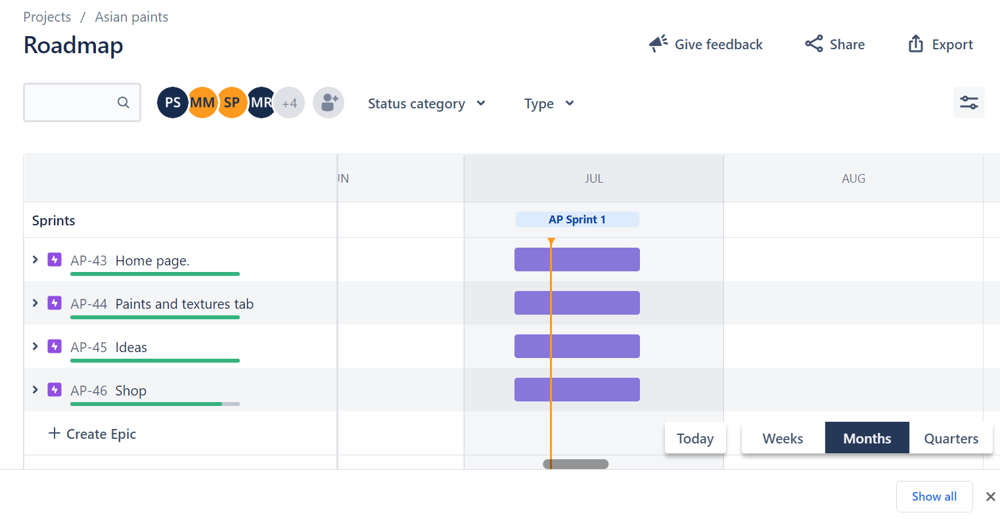 Projects / Asian paints
Roadmap
Give feedback
Share
Export
PS MM SP MR +4
Status category
Type
UN JUL AUG
Sprints
AP Sprint 1
AP-43 Home page.
AP-44 Paints and textures tab
AP-45 Ideas
AP-46 Shop
+ Create Epic
Today
Weeks Months Quarters
Show all